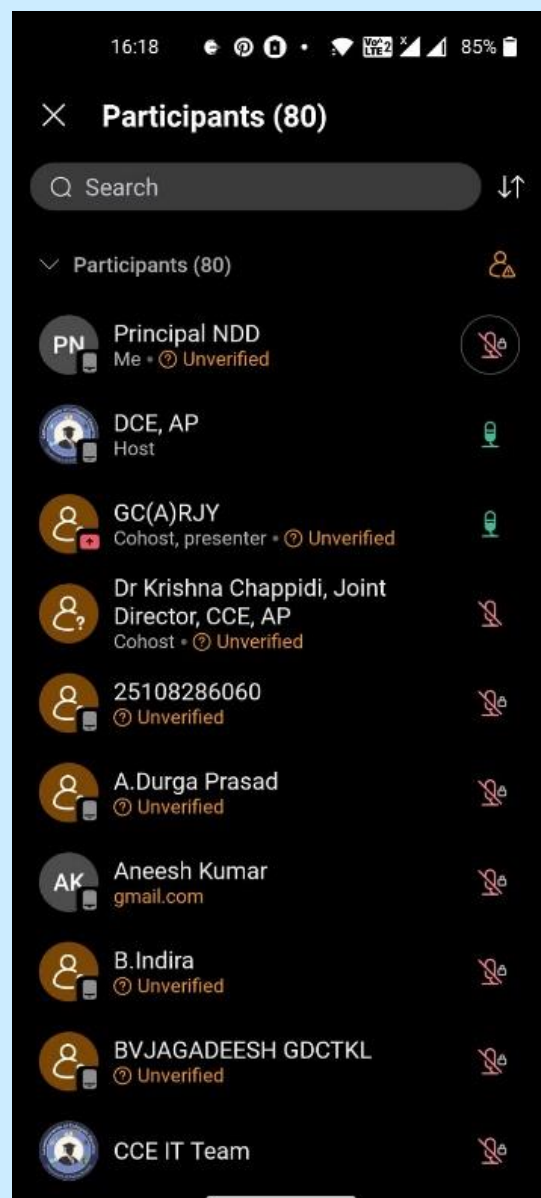 16:18 VoLTE 2 X 85%
Participants (80)
Search
Participants (80)
PN Principal NDD
Me • Unverified
DCE, AP
Host
GC(A)RJY
Cohost, presenter • Unverified
Dr Krishna Chappidi, Joint
Director, CCE, AP
Cohost • Unverified
25108286060
Unverified
A.Durga Prasad
Unverified
AK Aneesh Kumar
gmail.com
B.Indira
Unverified
BVJAGADEESH GDCTKL
Unverified
CCE IT Team